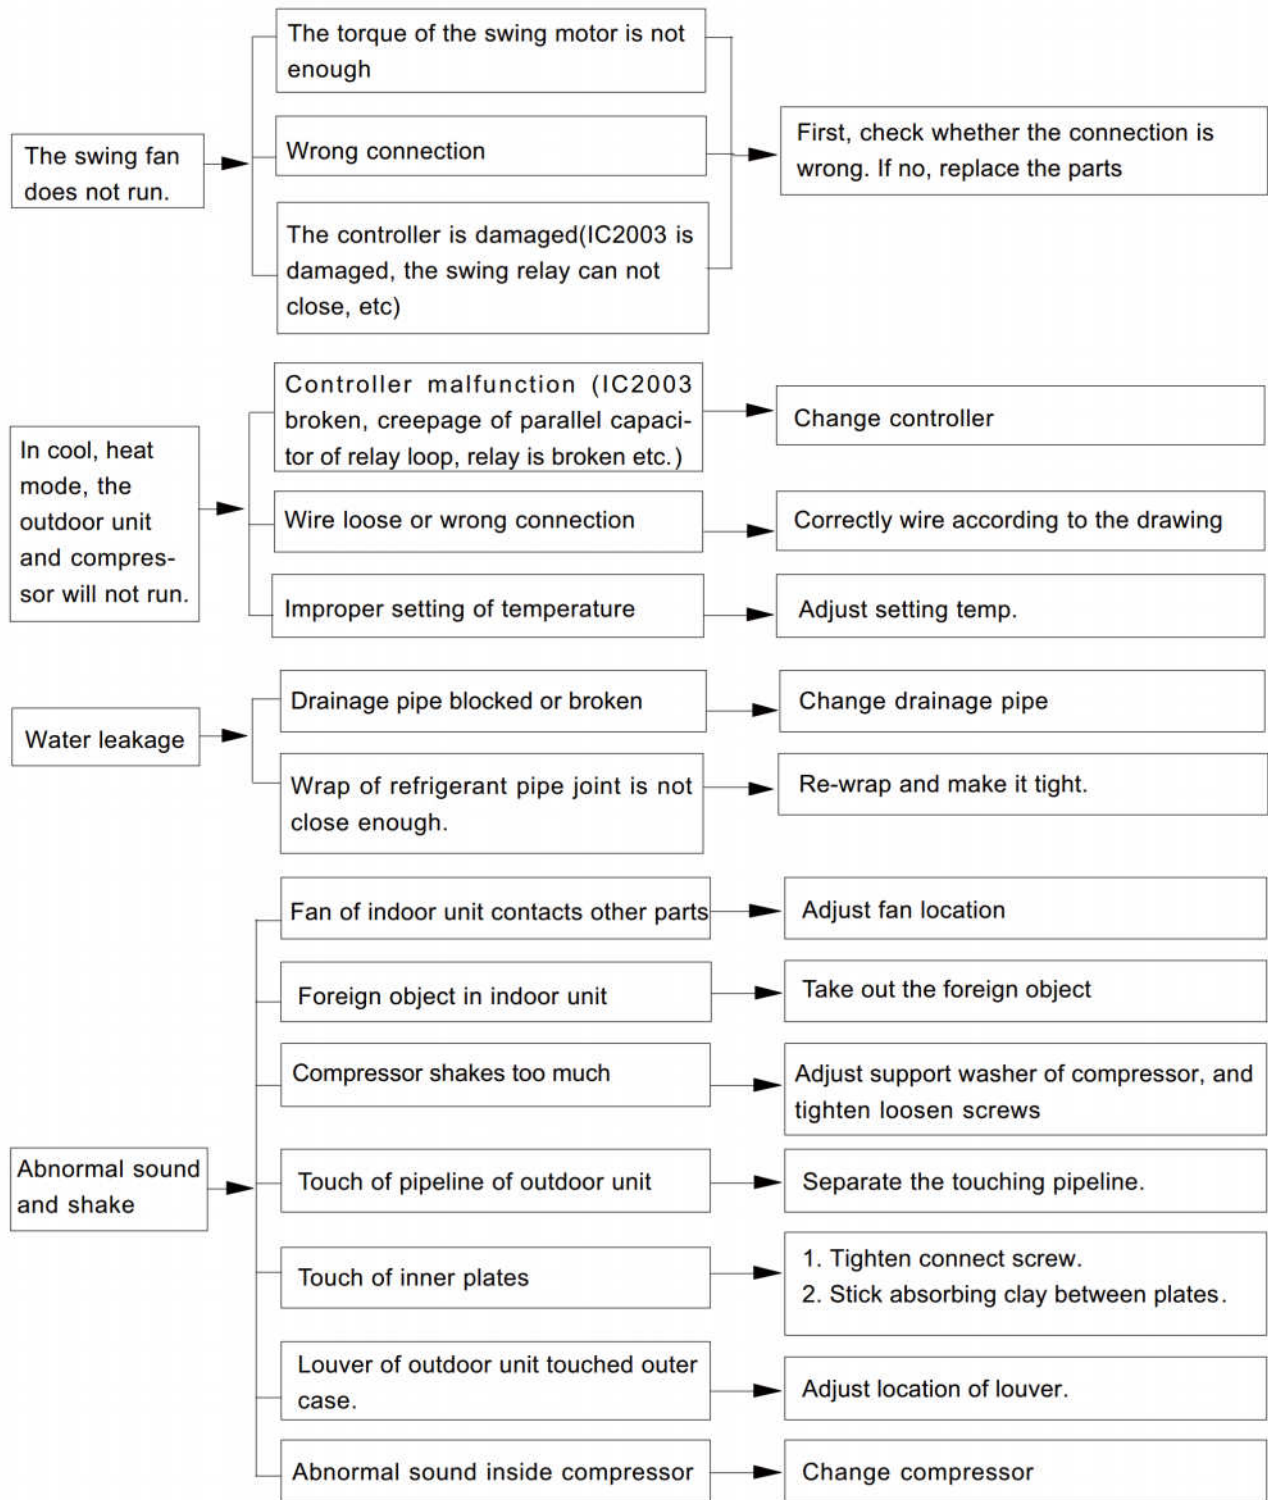 The swing fan
does not run.
The torque of the swing motor is not
enough
Wrong connection
The controller is damaged(IC2003 is
damaged, the swing relay can not
close, etc)
First, check whether the connection is
wrong. If no, replace the parts
In cool, heat
mode, the
outdoor unit
and compres-
sor will not run.
Controller malfunction (IC2003
broken, creepage of parallel capaci-
tor of relay loop, relay is broken etc.)
Change controller
Wire loose or wrong connection
Correctly wire according to the drawing
Improper setting of temperature
Adjust setting temp.
Water leakage
Drainage pipe blocked or broken
Change drainage pipe
Wrap of refrigerant pipe joint is not
close enough.
Re-wrap and make it tight.
Abnormal sound
and shake
Fan of indoor unit contacts other parts
Adjust fan location
Foreign object in indoor unit
Take out the foreign object
Compressor shakes too much
Adjust support washer of compressor, and
tighten loosen screws
Touch of pipeline of outdoor unit
Separate the touching pipeline.
Touch of inner plates
1. Tighten connect screw.
2. Stick absorbing clay between plates.
Louver of outdoor unit touched outer
case.
Adjust location of louver.
Abnormal sound inside compressor
Change compressor